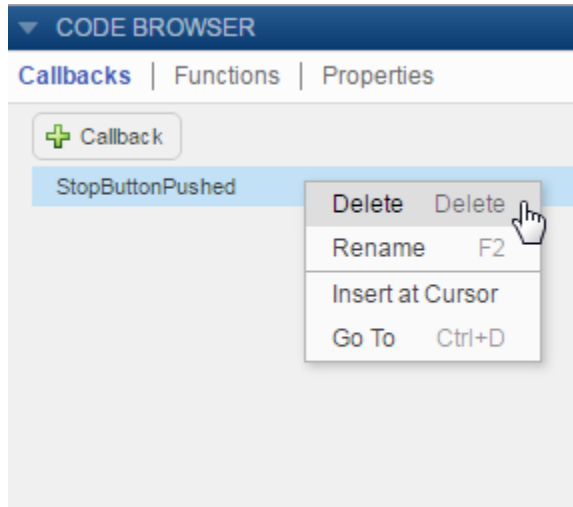 CODE BROWSER
Callbacks | Functions | Properties
Callback
StopButtonPushed
Delete Delete
Rename F2
Insert at Cursor
Go To Ctrl+D